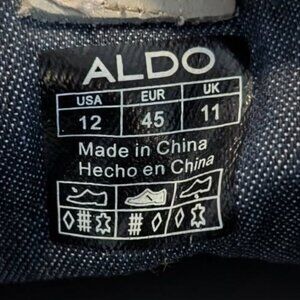 ALDO
USA EUR UK
12 45 11
Made in China
Hecho en China